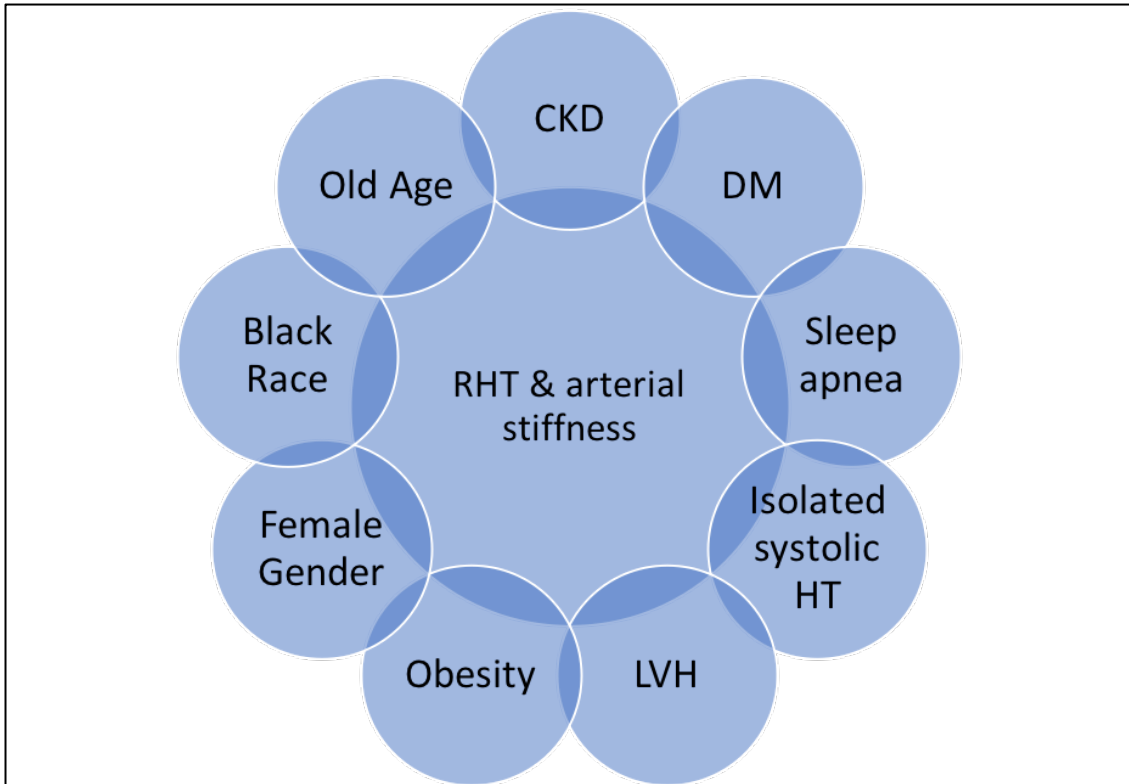 CKD
Old Age
DM
Black
Race
Sleep
apnea
RHT & arterial
stiffness
Female
Gender
Isolated
systolic
HT
Obesity
LVH